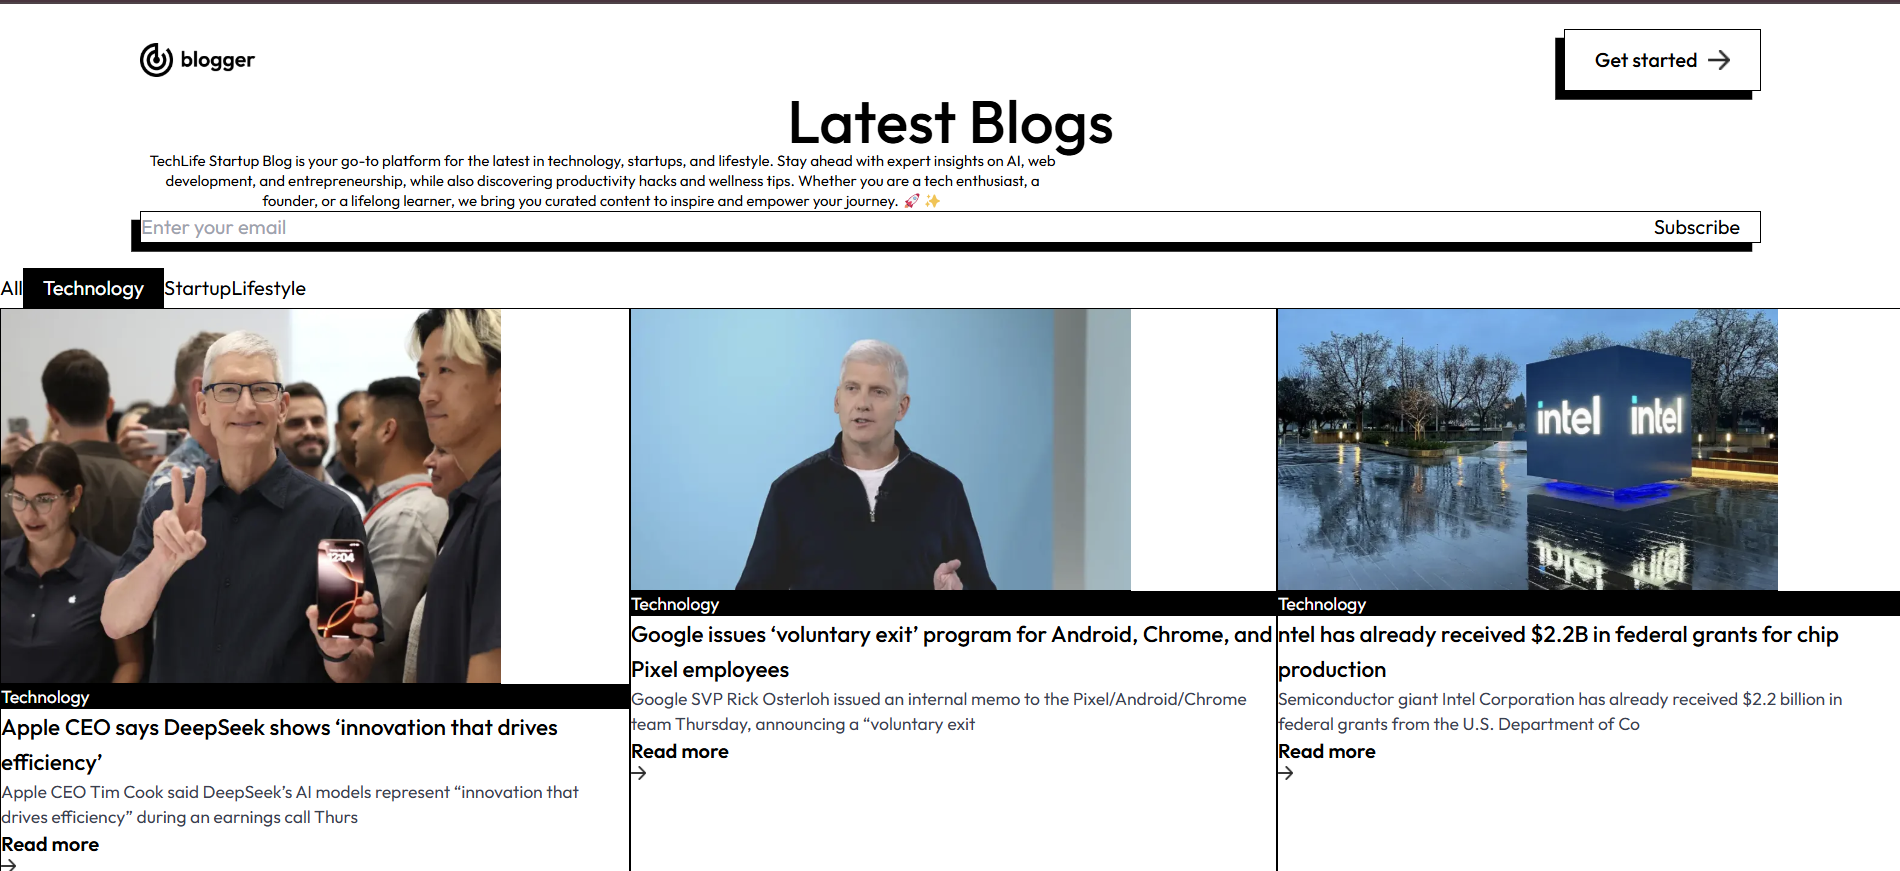 blogger
Get started
Latest Blogs
TechLife Startup Blog is your go-to platform for the latest in technology, startups, and lifestyle. Stay ahead with expert insights on AI, web
development, and entrepreneurship, while also discovering productivity hacks and wellness tips. Whether you are a tech enthusiast, a
founder, or a lifelong learner, we bring you curated content to inspire and empower your journey. 🚀 ✨
Enter your email
Subscribe
All
Technology
Startup
Lifestyle
12:04
Technology
Apple CEO says DeepSeek shows ‘innovation that drives
efficiency’
Apple CEO Tim Cook said DeepSeek’s AI models represent “innovation that
drives efficiency” during an earnings call Thurs
Read more
Technology
Google issues ‘voluntary exit’ program for Android, Chrome, and
Pixel employees
Google SVP Rick Osterloh issued an internal memo to the Pixel/Android/Chrome
team Thursday, announcing a “voluntary exit
Read more
intel
intel
Technology
ntel has already received $2.2B in federal grants for chip
production
Semiconductor giant Intel Corporation has already received $2.2 billion in
federal grants from the U.S. Department of Co
Read more